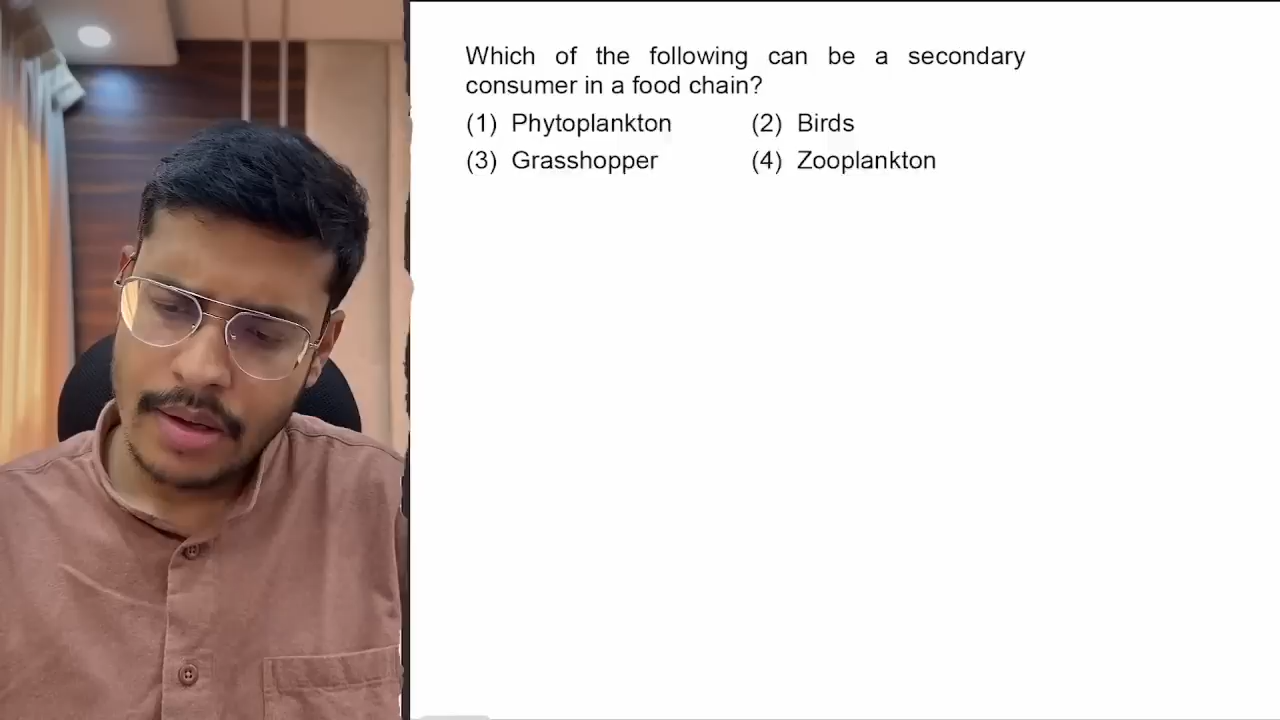 Which of the following can be a secondary
consumer in a food chain?
(1) Phytoplankton (2) Birds
(3) Grasshopper (4) Zooplankton